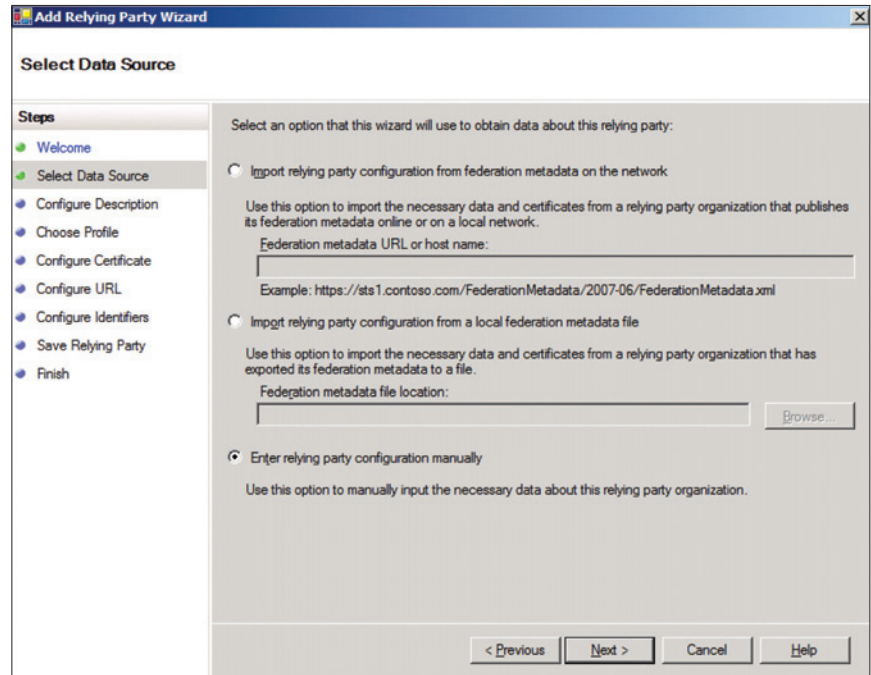 Add Relying Party Wizard
Select Data Source
Steps
Welcome
Select Data Source
Configure Description
Choose Profile
Configure Certificate
Configure URL
Configure Identifiers
Save Relying Party
Finish
Select an option that this wizard will use to obtain data about this relying party:
Import relying party configuration from federation metadata on the network
Use this option to import the necessary data and certificates from a relying party organization that publishes
its federation metadata online or on a local network.
Federation metadata URL or host name:
Example: https://sts1.contoso.com/FederationMetadata/2007-06/FederationMetadata.xml
Import relying party configuration from a local federation metadata file
Use this option to import the necessary data and certificates from a relying party organization that has
exported its federation metadata to a file.
Federation metadata file location:
Browse...
Enter relying party configuration manually
Use this option to manually input the necessary data about this relying party organization.
< Previous
Next >
Cancel
Help